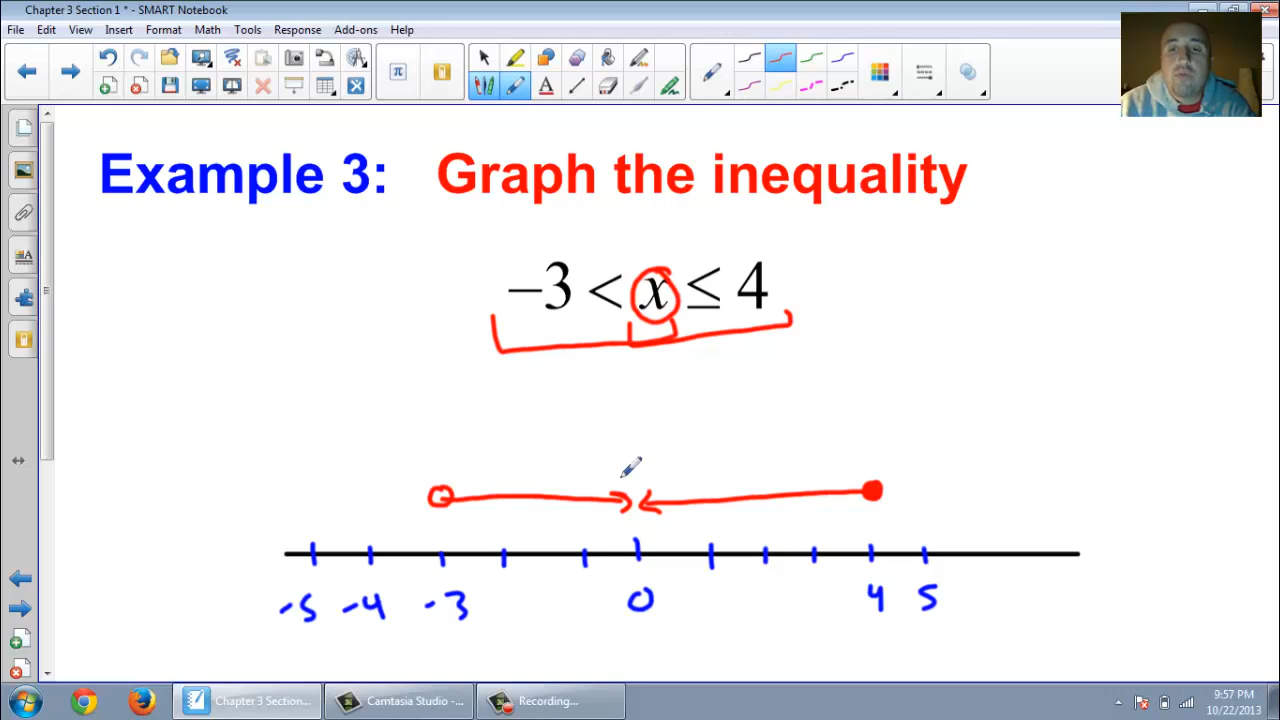 Chapter 3 Section 1 * - SMART Notebook
File Edit View Insert Format Math Tools Response Add-ons Help
Example 3: Graph the inequality
−3 < x ≤ 4
-5 -4 -3 0 4 5
Chapter 3 Section... Camtasia Studio -... Recording...
9:57 PM
10/22/2013